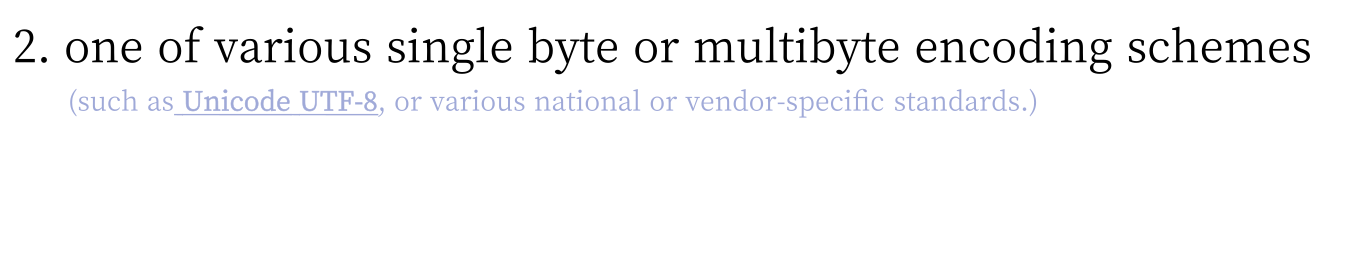 2. one of various single byte or multibyte encoding schemes
(such as Unicode UTF-8, or various national or vendor-specific standards.)